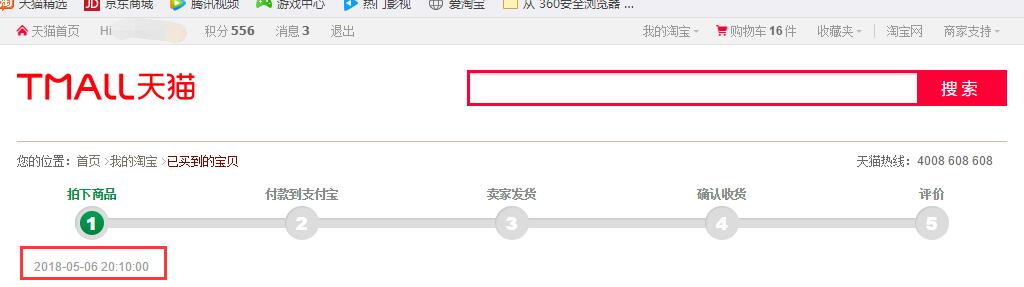 天猫精选 京东商城 腾讯视频 游戏中心 热门影视 爱淘宝 从 360安全浏览器 ...
天猫首页 Hi 积分 556 消息 3 退出 我的淘宝 购物车 16 件 收藏夹 淘宝网 商家支持
TMALL天猫 搜索
您的位置: 首页 >我的淘宝 >已买到的宝贝 天猫热线: 4008 608 608
拍下商品 付款到支付宝 卖家发货 确认收货 评价
1 2 3 4 5
2018-05-06 20:10:00